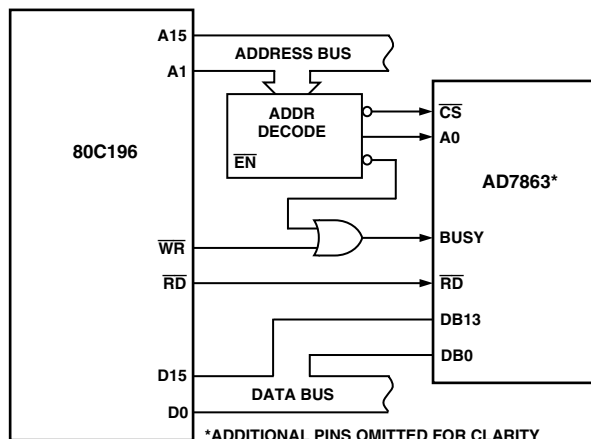 A15
ADDRESS BUS
A1
ADDR
DECODE
CS
A0
80C196
EN
AD7863*
BUSY
WR
RD
RD
DB13
DB0
D15
DATA BUS
D0
*ADDITIONAL PINS OMITTED FOR CLARITY